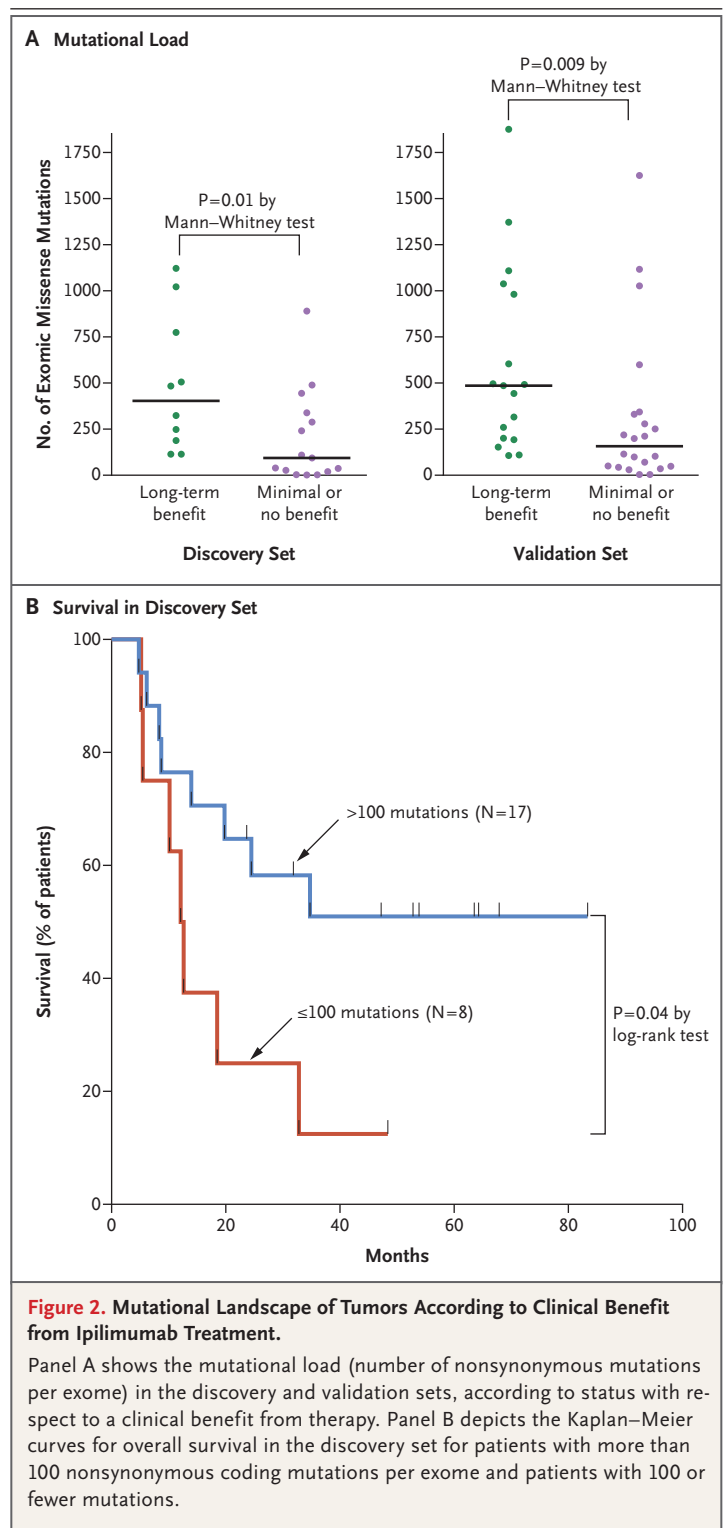 A Mutational Load
P=0.009 by
Mann–Whitney test
P=0.01 by
Mann–Whitney test
No. of Exomic Missense Mutations
1750
1500
1250
1000
750
500
250
0
Long-term
benefit
Minimal or
no benefit
Discovery Set
1750
1500
1250
1000
750
500
250
0
Long-term
benefit
Minimal or
no benefit
Validation Set
B Survival in Discovery Set
Survival (% of patients)
100
80
60
40
20
0
>100 mutations (N=17)
≤100 mutations (N=8)
P=0.04 by
log-rank test
0 20 40 60 80 100
Months
Figure 2. Mutational Landscape of Tumors According to Clinical Benefit
from Ipilimumab Treatment.
Panel A shows the mutational load (number of nonsynonymous mutations
per exome) in the discovery and validation sets, according to status with re-
spect to a clinical benefit from therapy. Panel B depicts the Kaplan–Meier
curves for overall survival in the discovery set for patients with more than
100 nonsynonymous coding mutations per exome and patients with 100 or
fewer mutations.